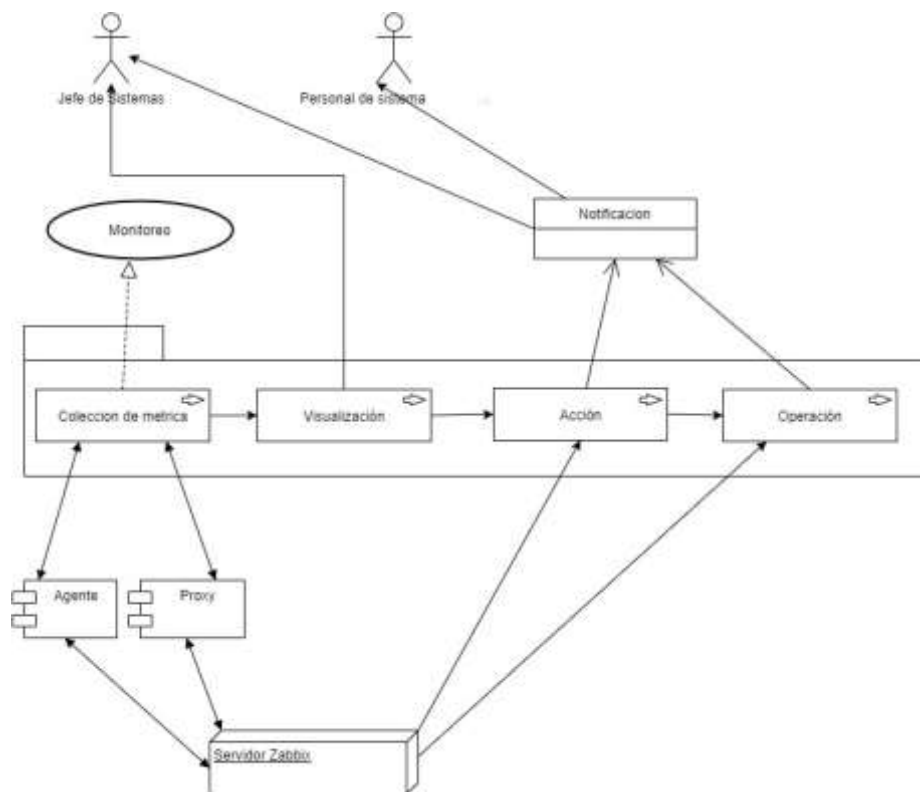 Jefe de Sistemas
Personal de sistema
Notificacion
Monitoreo
Coleccion de metrica
Visualización
Acción
Operación
Agente
Proxy
Servidor Zabbix